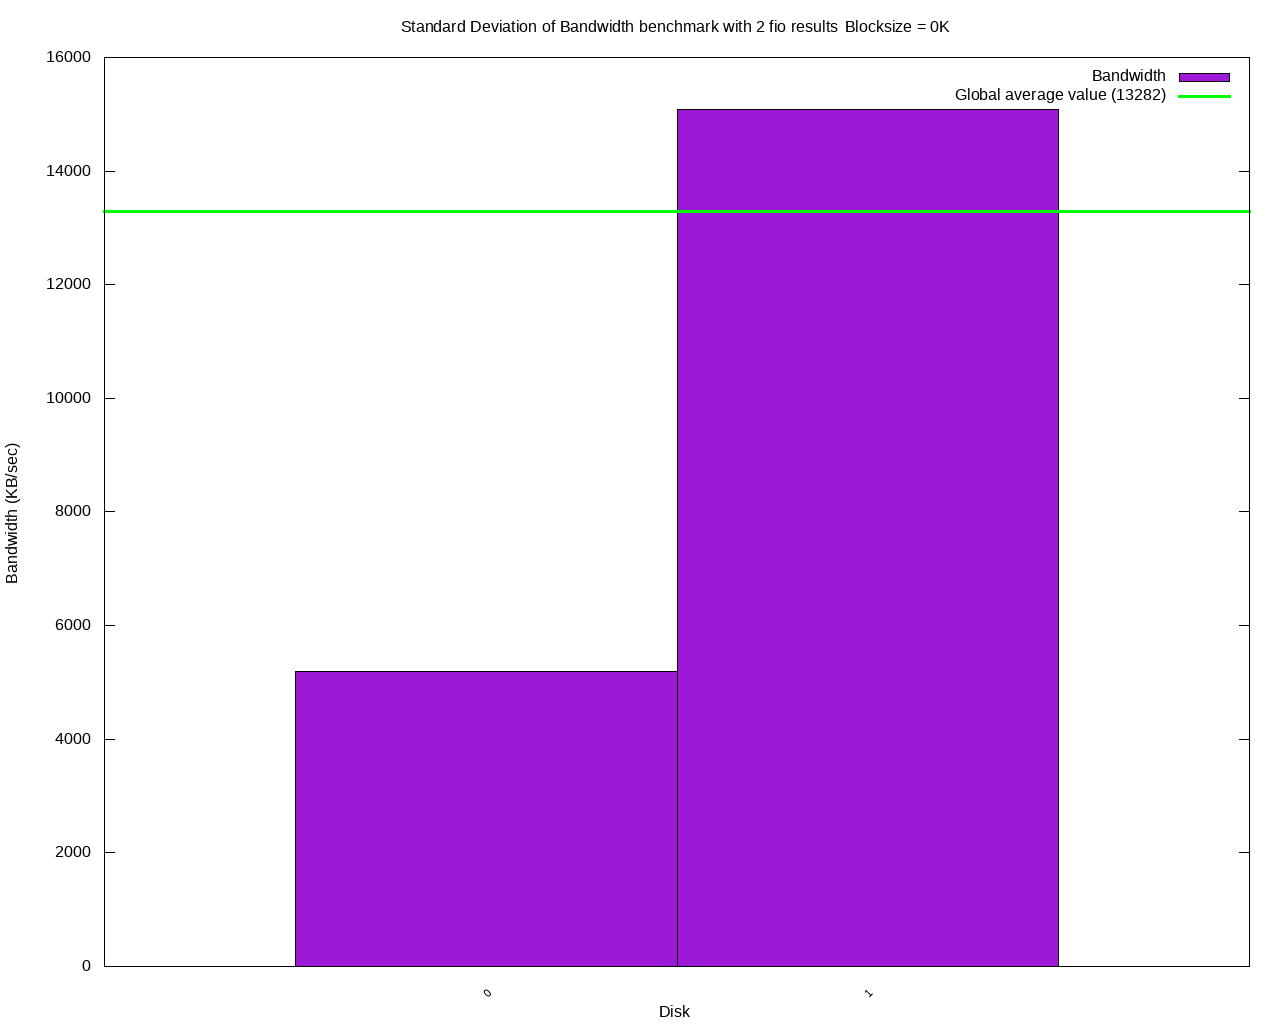 Standard Deviation of Bandwidth benchmark with 2 fio results Blocksize = 0K
Bandwidth
Global average value (13282)
16000
14000
12000
10000
8000
6000
4000
2000
0
Bandwidth (KB/sec)
0
1
Disk